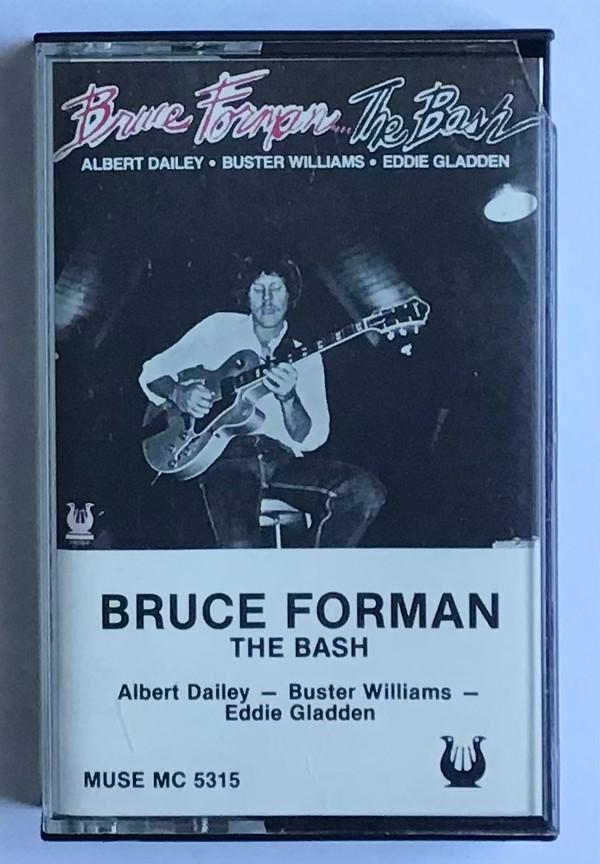 Bruce Forman... The Bash
ALBERT DAILEY • BUSTER WILLIAMS • EDDIE GLADDEN
BRUCE FORMAN
THE BASH
Albert Dailey – Buster Williams –
Eddie Gladden
MUSE MC 5315